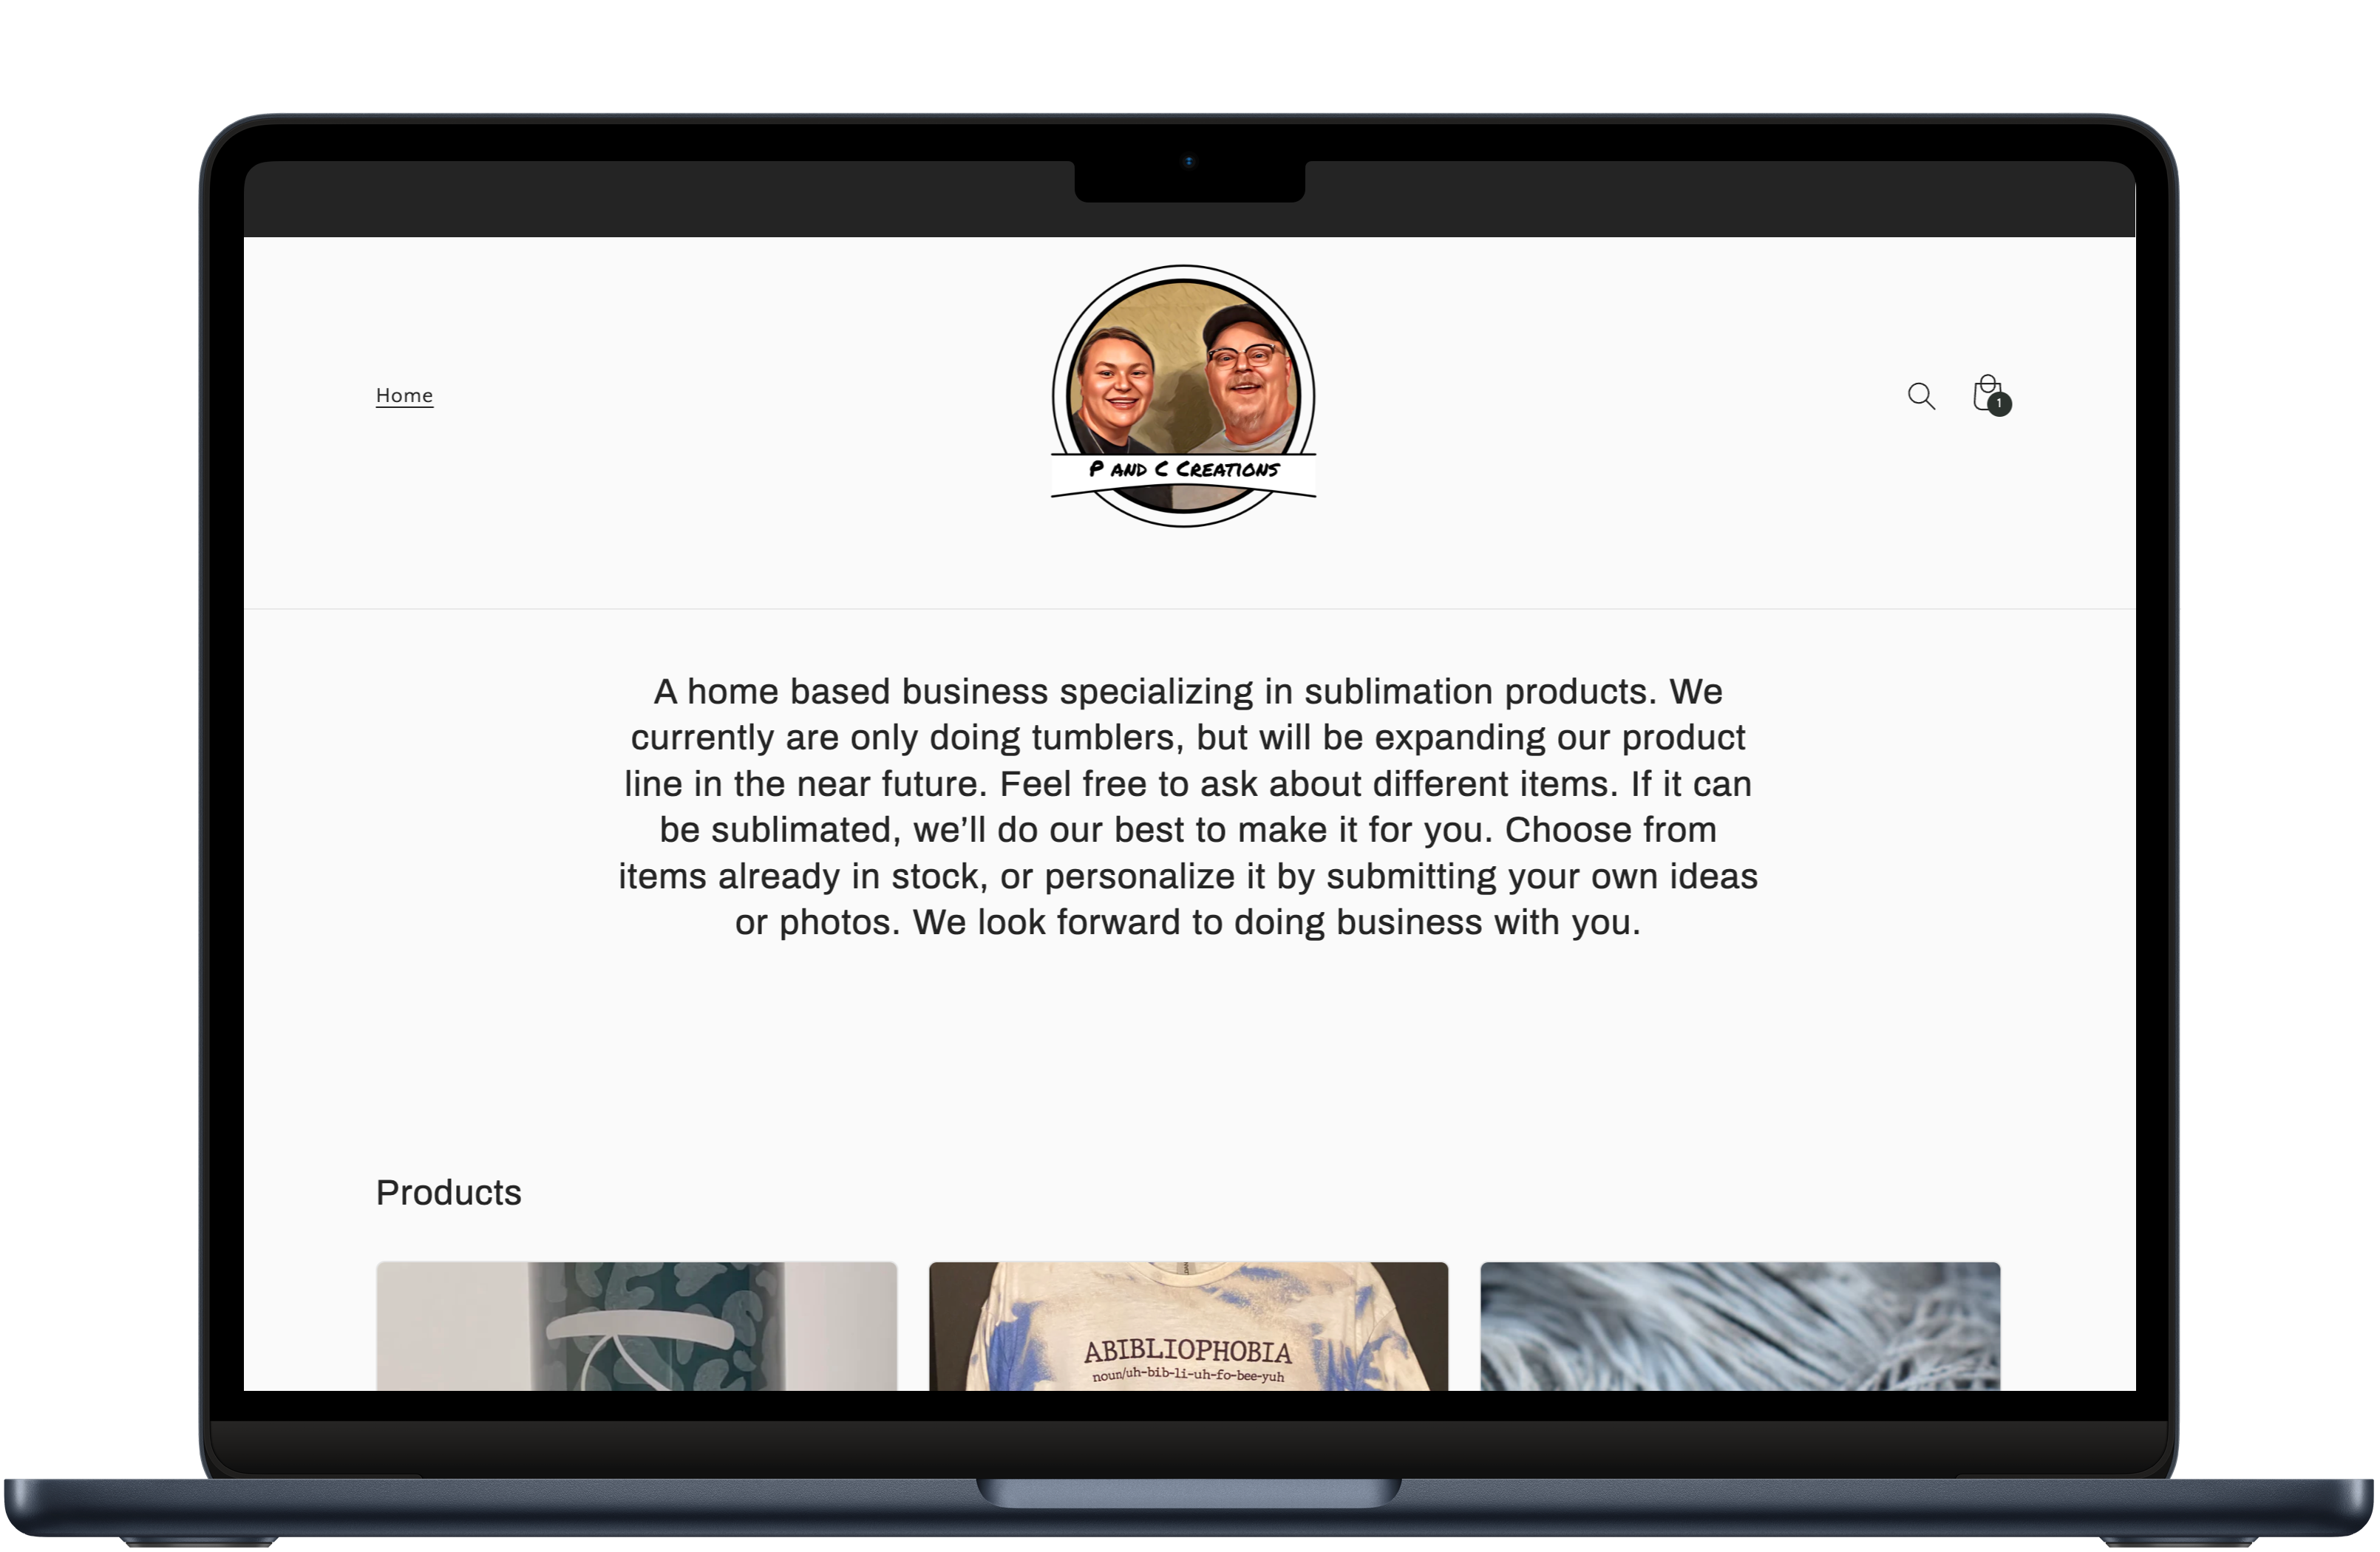 Home
P AND C CREATIONS
1
A home based business specializing in sublimation products. We
currently are only doing tumblers, but will be expanding our product
line in the near future. Feel free to ask about different items. If it can
be sublimated, we’ll do our best to make it for you. Choose from
items already in stock, or personalize it by submitting your own ideas
or photos. We look forward to doing business with you.
Products
ABIBLIOPHOBIA
noun/uh-bib-li-uh-fo-bee-yuh